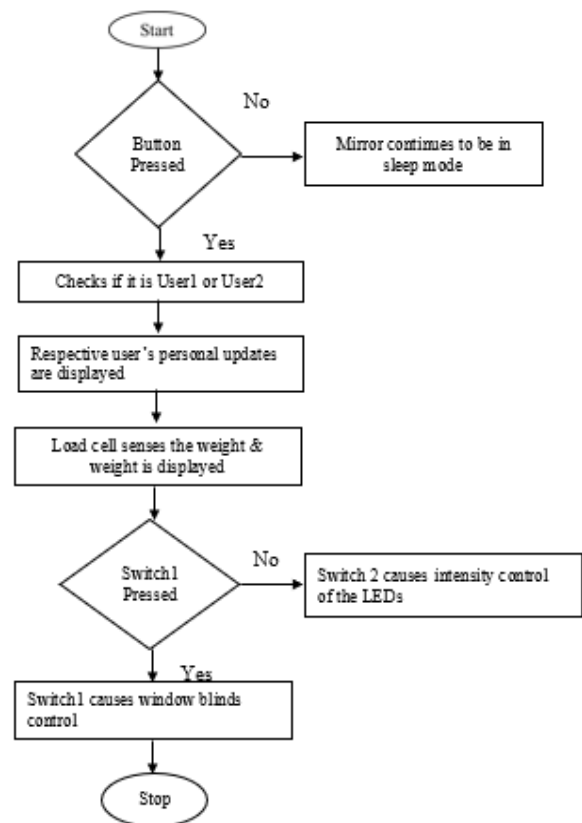 Start
No
Button
Pressed
Mirror continues to be in
sleep mode
Yes
Checks if it is User1 or User2
Respective user's personal updates
are displayed
Load cell senses the weight &
weight is displayed
No
Switch1
Pressed
Switch 2 causes intensity control
of the LEDs
Yes
Switch1 causes window blinds
control
Stop